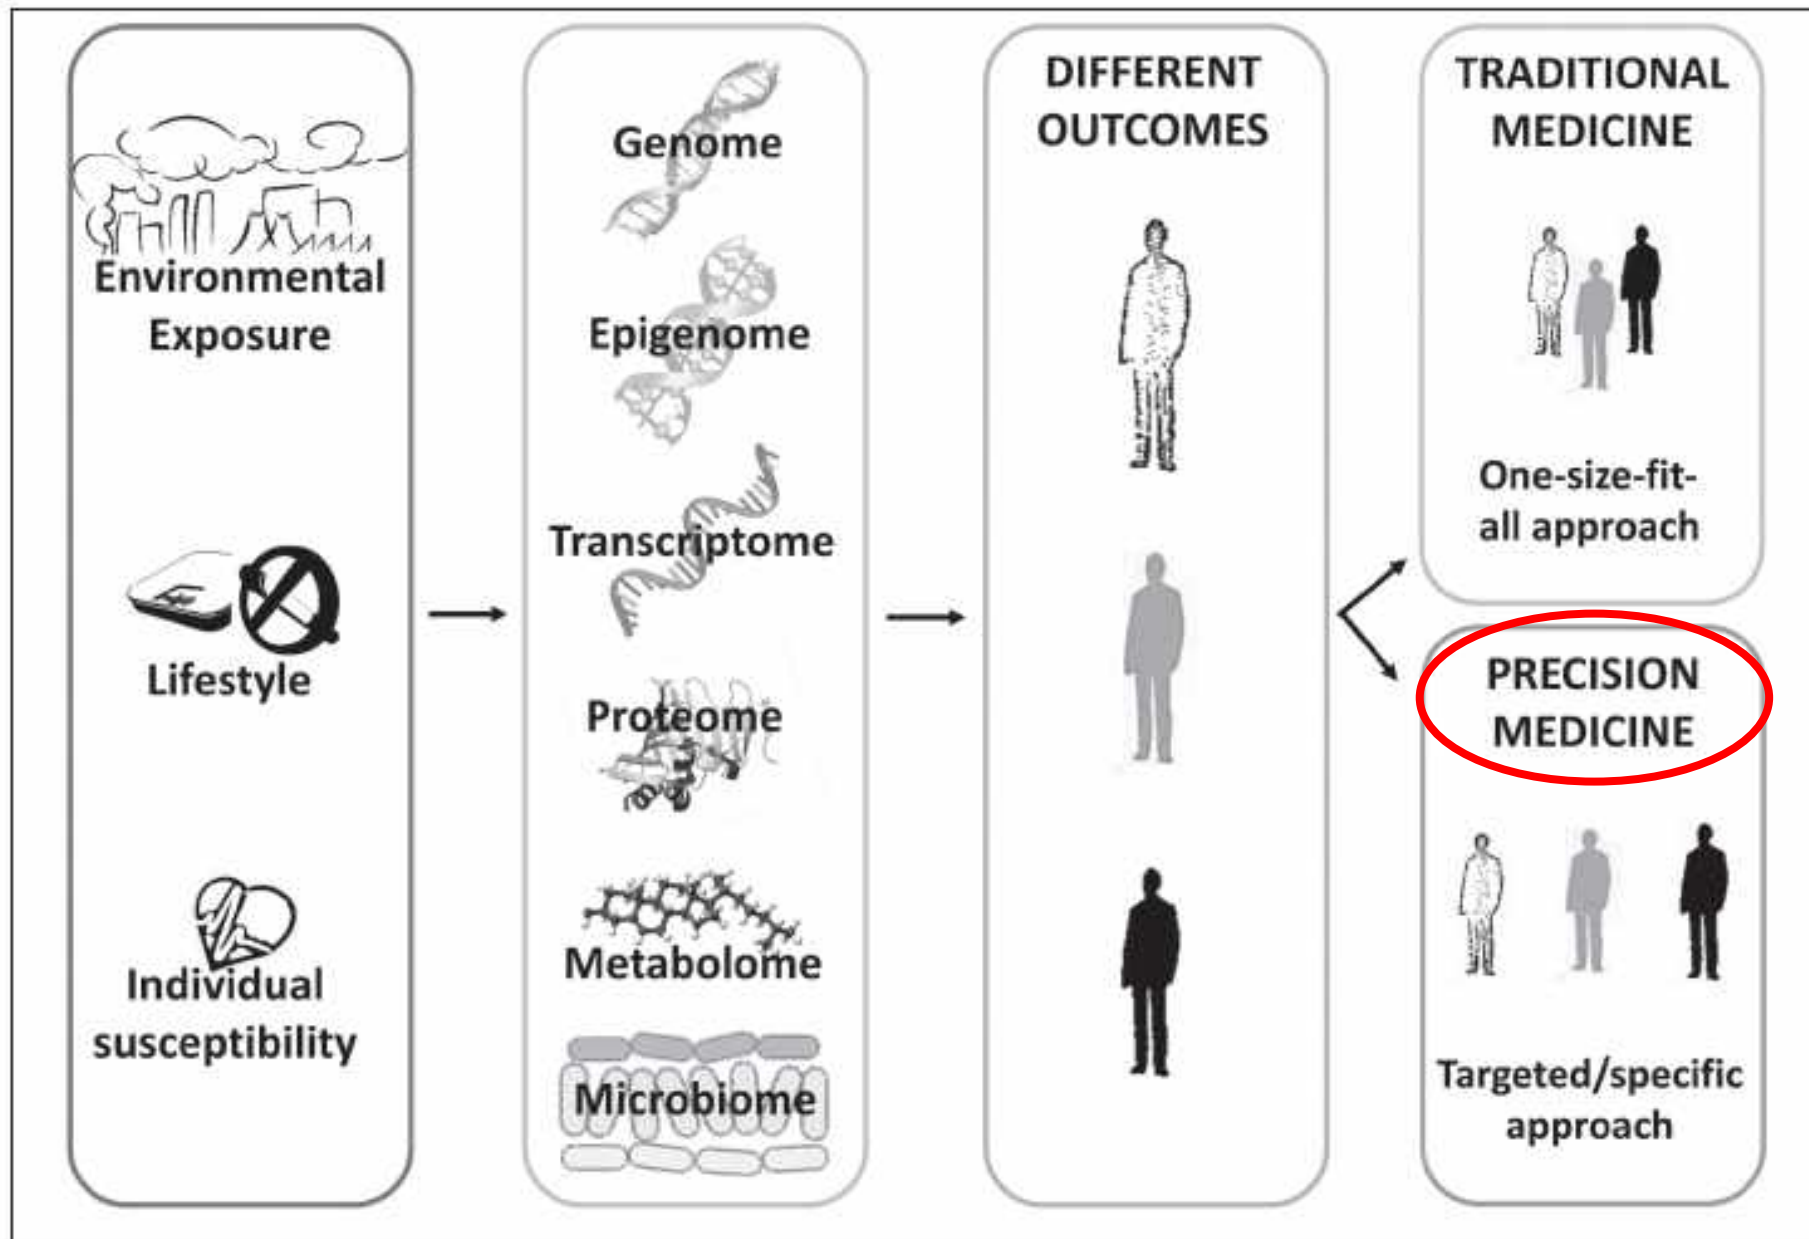 Environmental
Exposure
Lifestyle
Individual
susceptibility
Genome
Epigenome
Transcriptome
Proteome
Metabolome
Microbiome
DIFFERENT
OUTCOMES
TRADITIONAL
MEDICINE
One-size-fit-
all approach
PRECISION
MEDICINE
Targeted/specific
approach